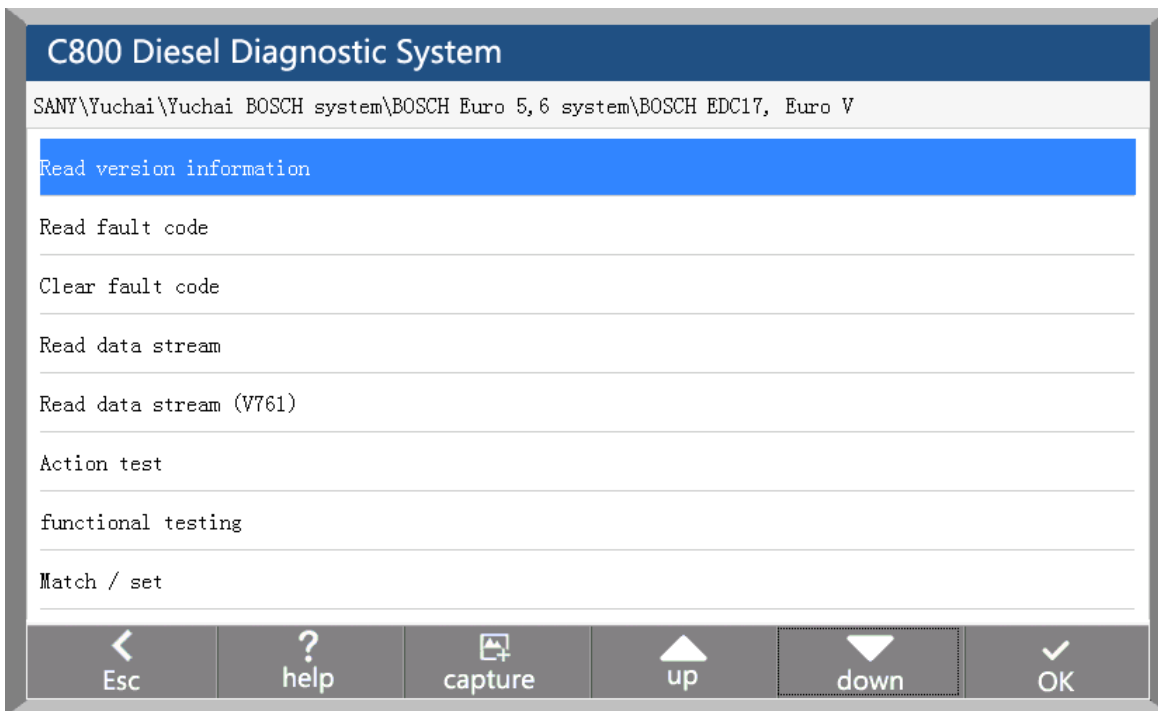 C800 Diesel Diagnostic System
SANY\Yuchai\Yuchai BOSCH system\BOSCH Euro 5,6 system\BOSCH EDC17, Euro V
Read version information
Read fault code
Clear fault code
Read data stream
Read data stream (V761)
Action test
functional testing
Match / set
Esc
help
capture
up
down
OK